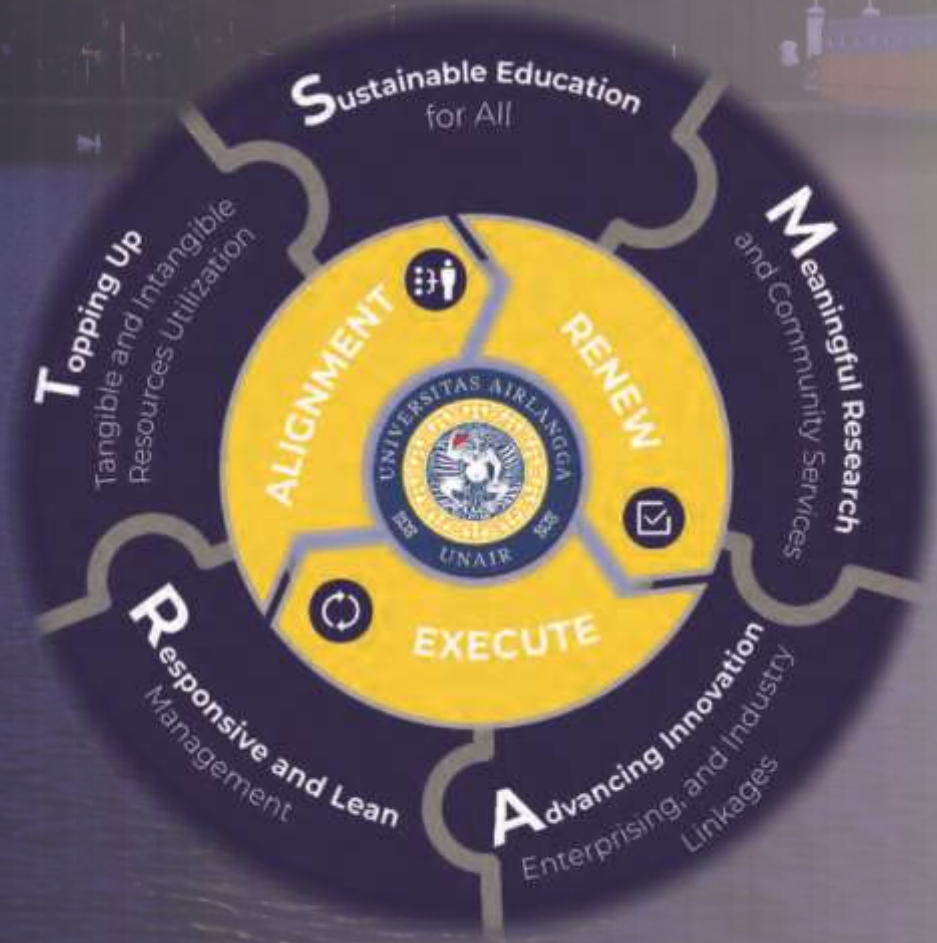 Sustainable Education
for All
Meaningful Research
and Community Services
Advancing Innovation
Enterprising, and Industry
Linkages
Responsive and Lean
Management
Topping Up
Tangible and Intangible
Resources Utilization
ALIGNMENT
RENEW
EXECUTE
UNIVERSITAS AIRLANGGA
UNAIR